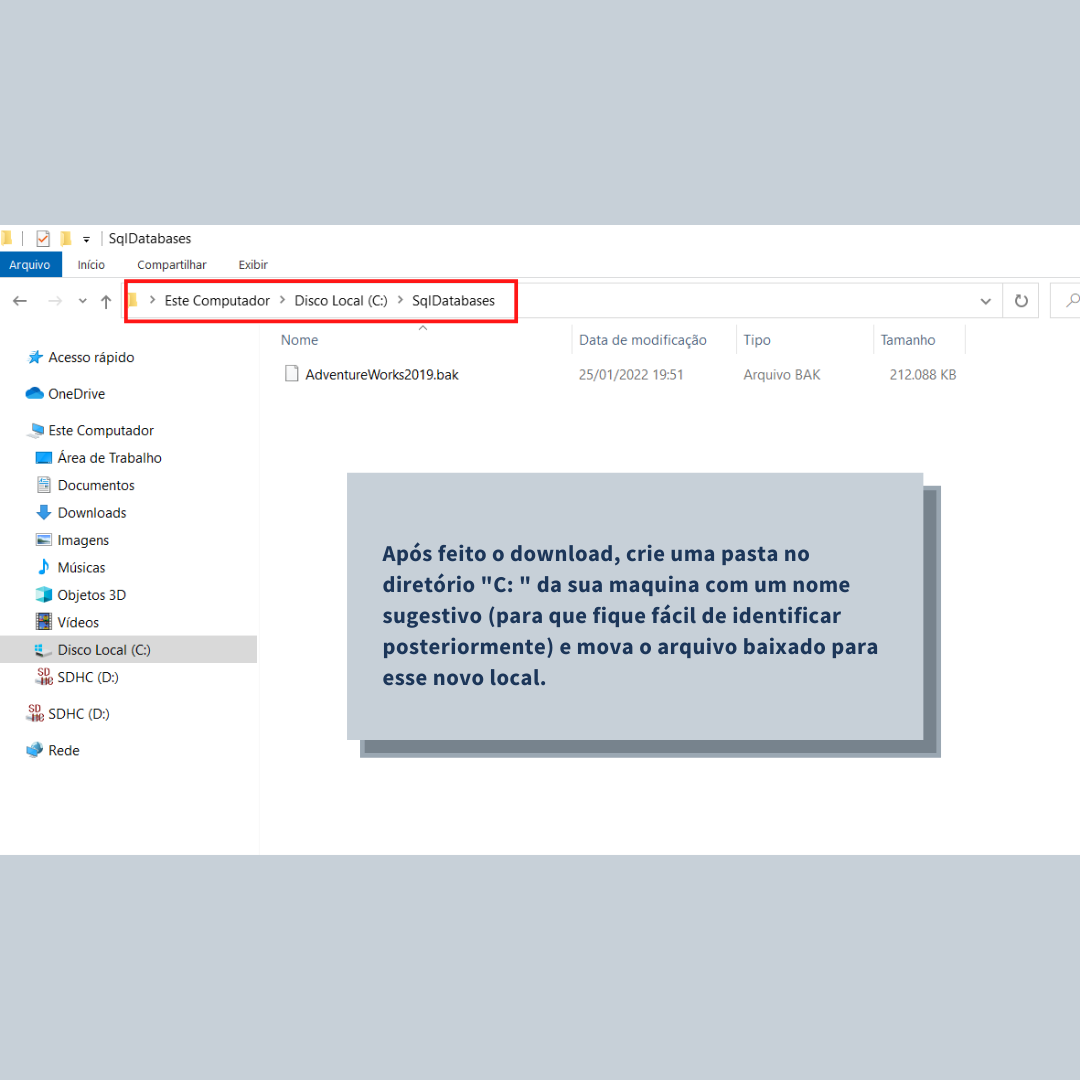 SqlDatabases
Arquivo Início Compartilhar Exibir
Este Computador Disco Local (C:) SqlDatabases
Nome Data de modificação Tipo Tamanho
AdventureWorks2019.bak 25/01/2022 19:51 Arquivo BAK 212.088 KB
Acesso rápido
OneDrive
Este Computador
Área de Trabalho
Documentos
Downloads
Imagens
Músicas
Objetos 3D
Vídeos
Disco Local (C:)
SDHC (D:)
SDHC (D:)
Rede
Após feito o download, crie uma pasta no
diretório "C: " da sua maquina com um nome
sugestivo (para que fique fácil de identificar
posteriormente) e mova o arquivo baixado para
esse novo local.